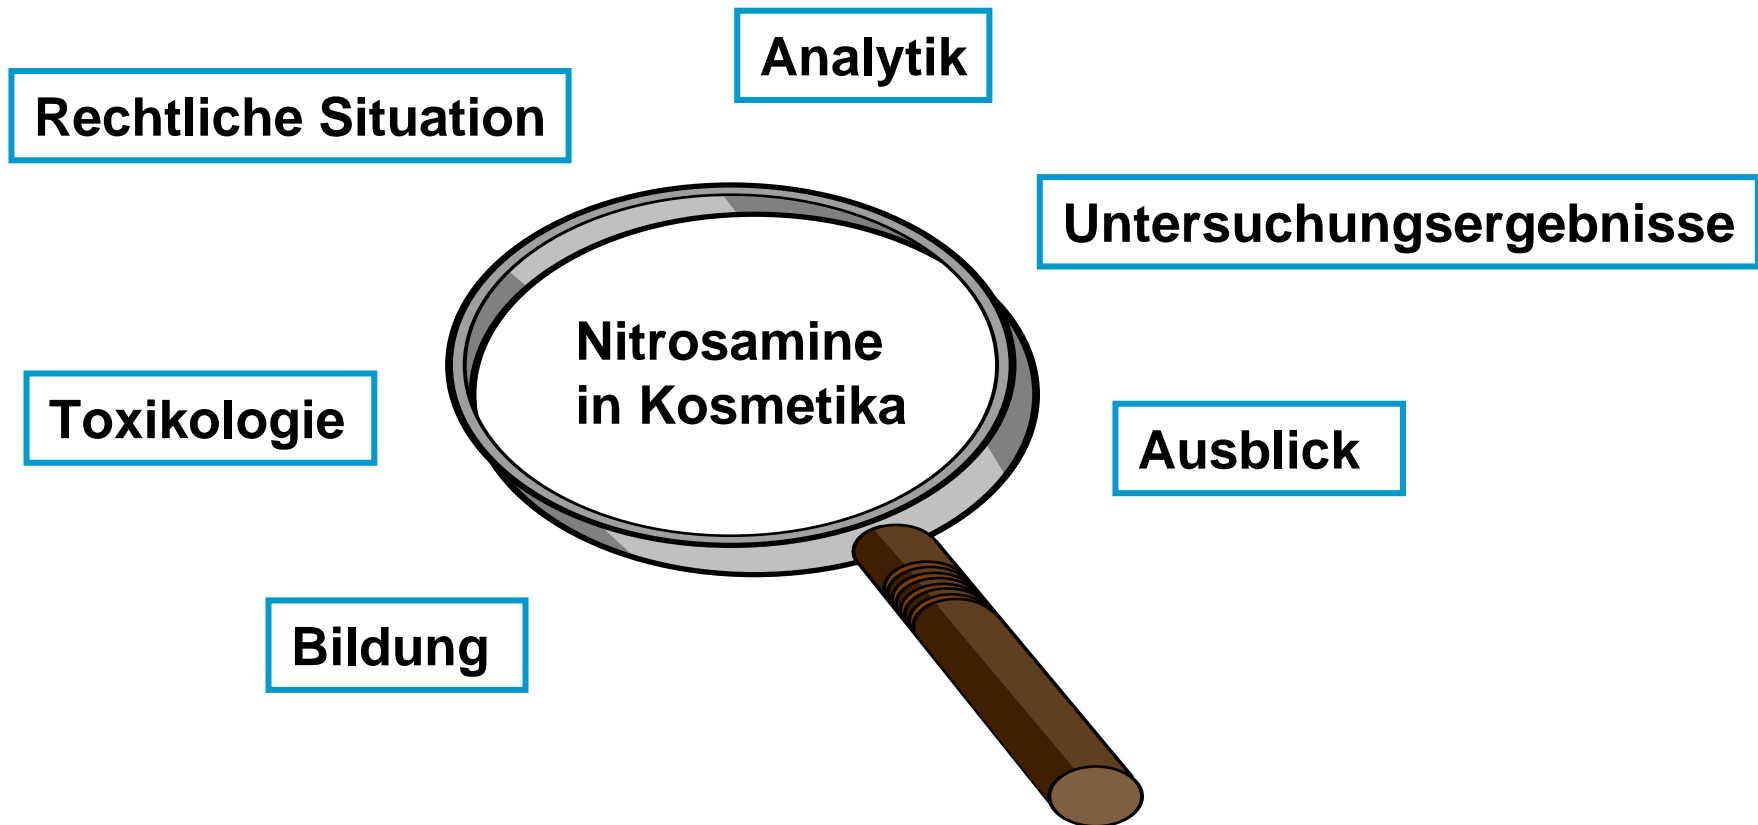 Analytik
Rechtliche Situation
Untersuchungsergebnisse
Nitrosamine
in Kosmetika
Toxikologie
Ausblick
Bildung